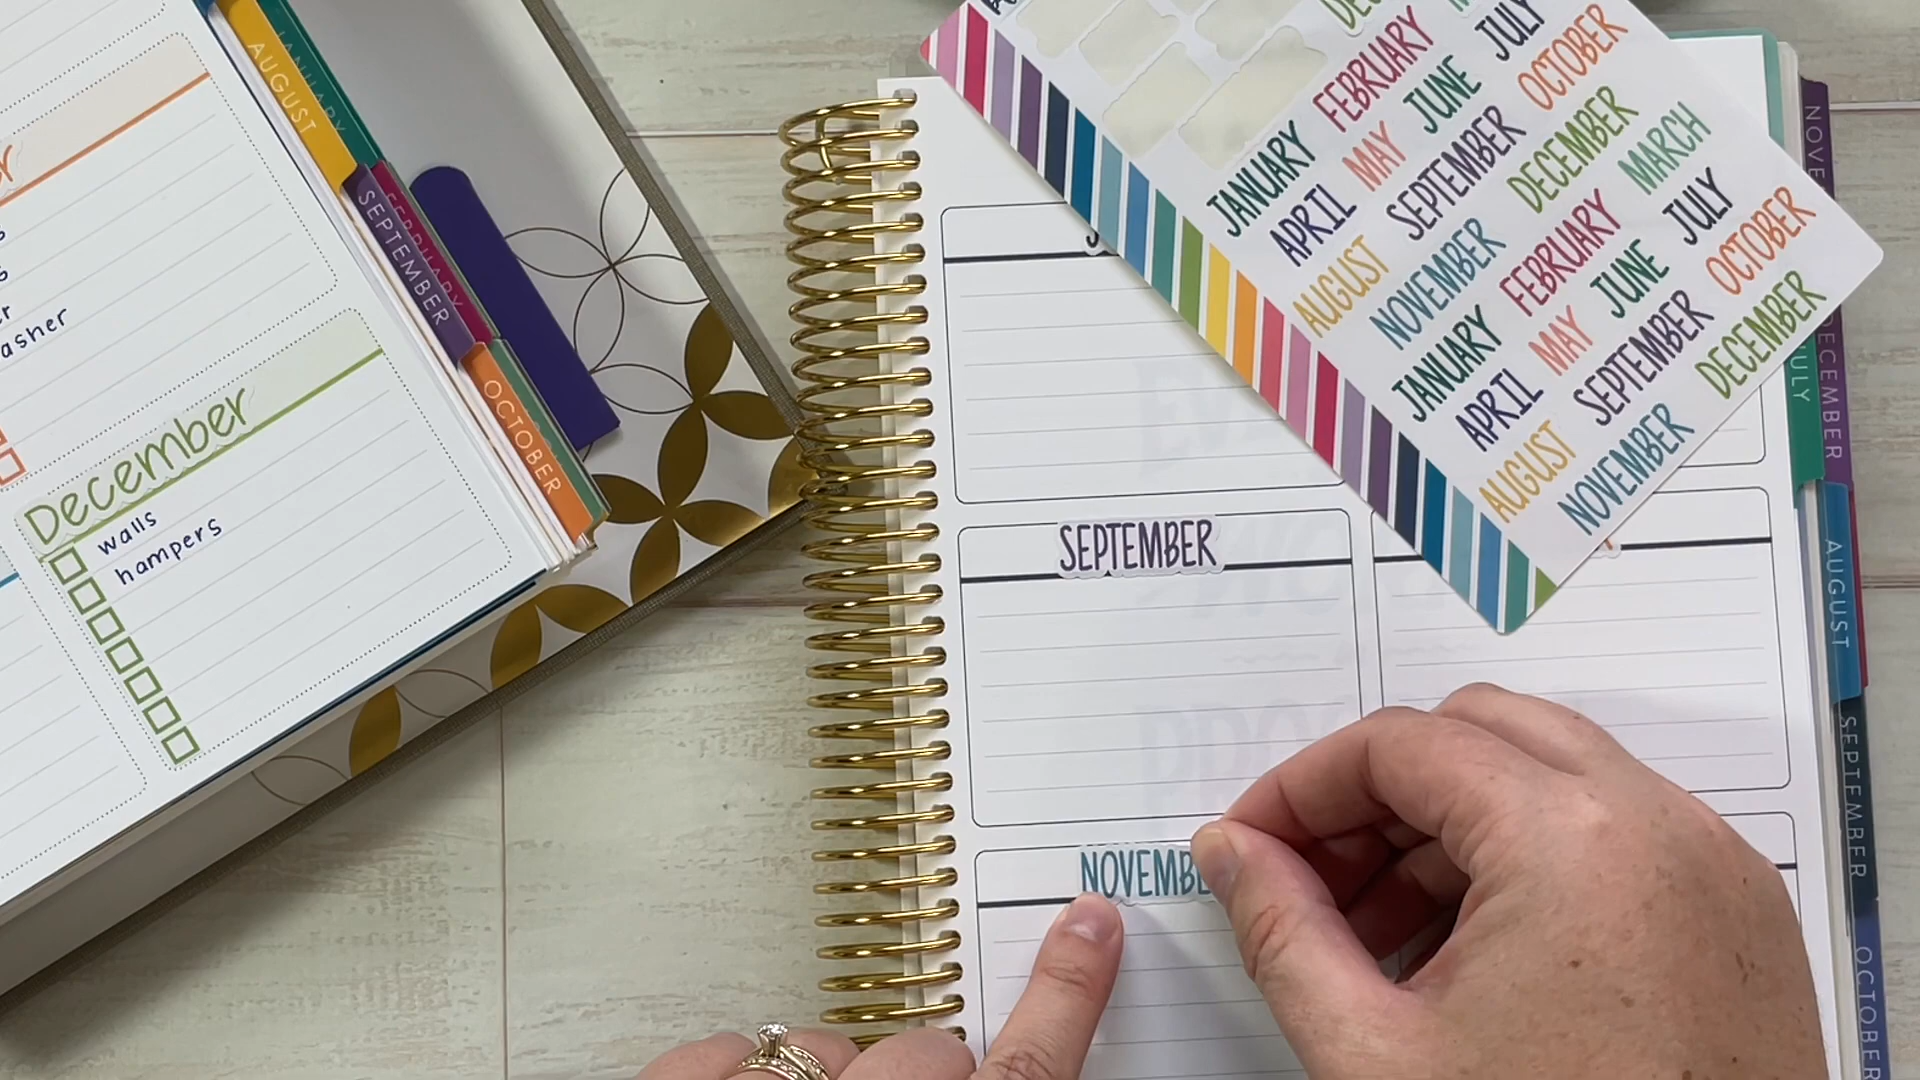 JANUARY
AUGUST
FEBRUARY
SEPTEMBER
OCTOBER
asher
December
walls
hampers
FEBRUARY
JULY
JANUARY
JUNE
OCTOBER
APRIL
MAY
SEPTEMBER
DECEMBER
AUGUST
NOVEMBER
MARCH
JANUARY
FEBRUARY
JULY
APRIL
MAY
JUNE
OCTOBER
AUGUST
SEPTEMBER
DECEMBER
NOVEMBER
SEPTEMBER
NOVEMBE
NOVE
DECEMBER
JULY
AUGUST
SEPTEMBER
OCTOBER